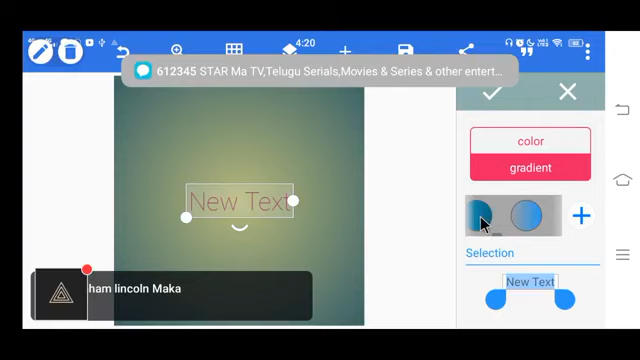 4:20
612345 STAR Ma TV,Telugu Serials,Movies & Series & other entert...
color
gradient
New Text
Selection
New Text
ham lincoln Maka